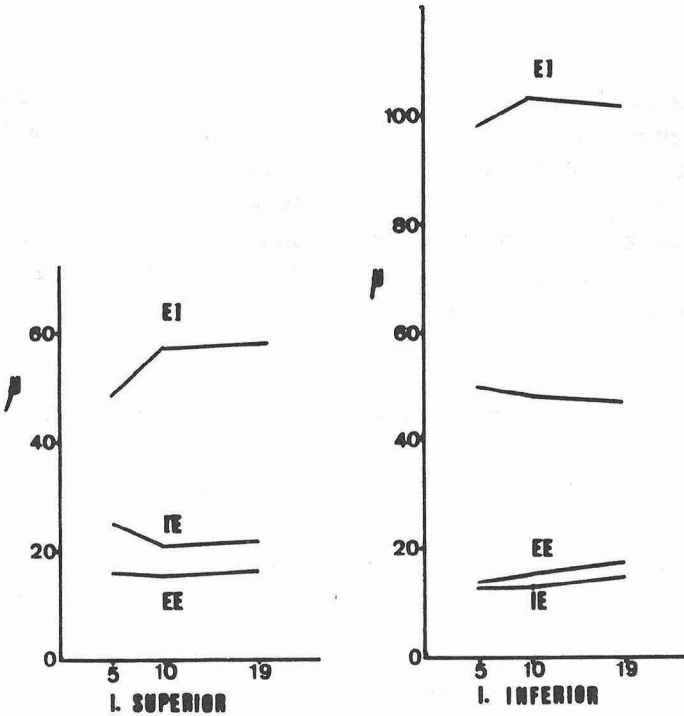 EI
60
µ
40
IE
20
EE
0
5 10 19
I. SUPERIOR
EI
100
80
µ
60
40
EE
20
IE
0
5 10 19
I. INFERIOR